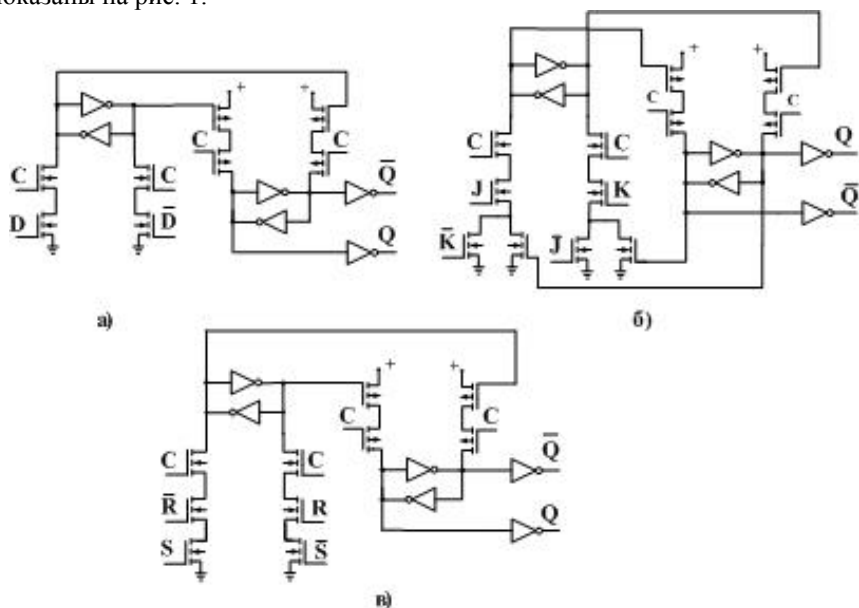 показаны на рис. 1.
+ +
C C
C C
D D̅
Q̅
Q
а)
+ +
C C
C C
J K
K̅ J̅
Q
Q̅
б)
+ +
C C
C C
R̅ R
S S̅
Q̅
Q
в)